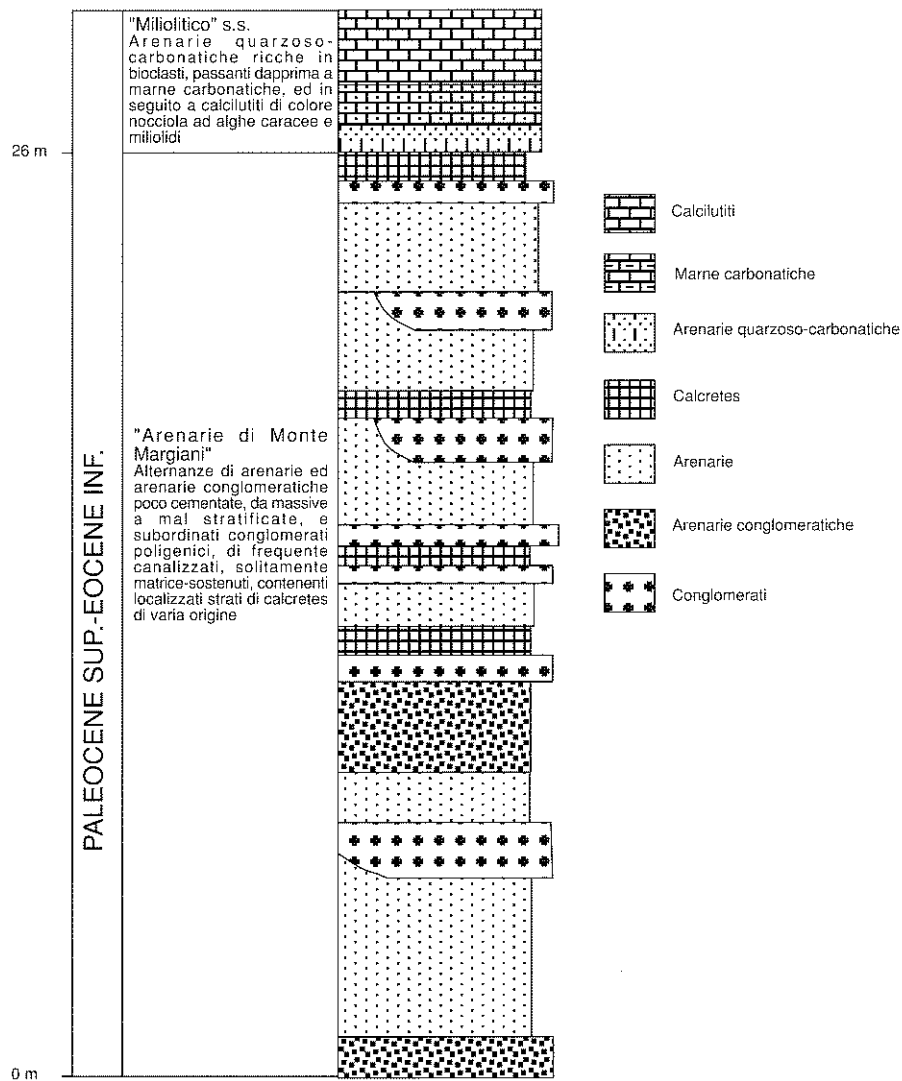 "Miliolitico" s.s.
Arenarie quarzoso-
carbonatiche ricche in
bioclasti, passanti dapprima a
marne carbonatiche, ed in
seguito a calcilutiti di colore
nocciola ad alghe caracee e
miliolidi
26 m
PALEOCENE SUP.-EOCENE INF.
"Arenarie di Monte
Margiani"
Alternanze di arenarie ed
arenarie conglomeratiche
poco cementate, da massive
a mal stratificate, e
subordinati conglomerati
poligenici, di frequente
canalizzati, solitamente
matrice-sostenuti, contenenti
localizzati strati di calcretes
di varia origine
0 m
Calcilutiti
Marne carbonatiche
Arenarie quarzoso-carbonatiche
Calcretes
Arenarie
Arenarie conglomeratiche
Conglomerati